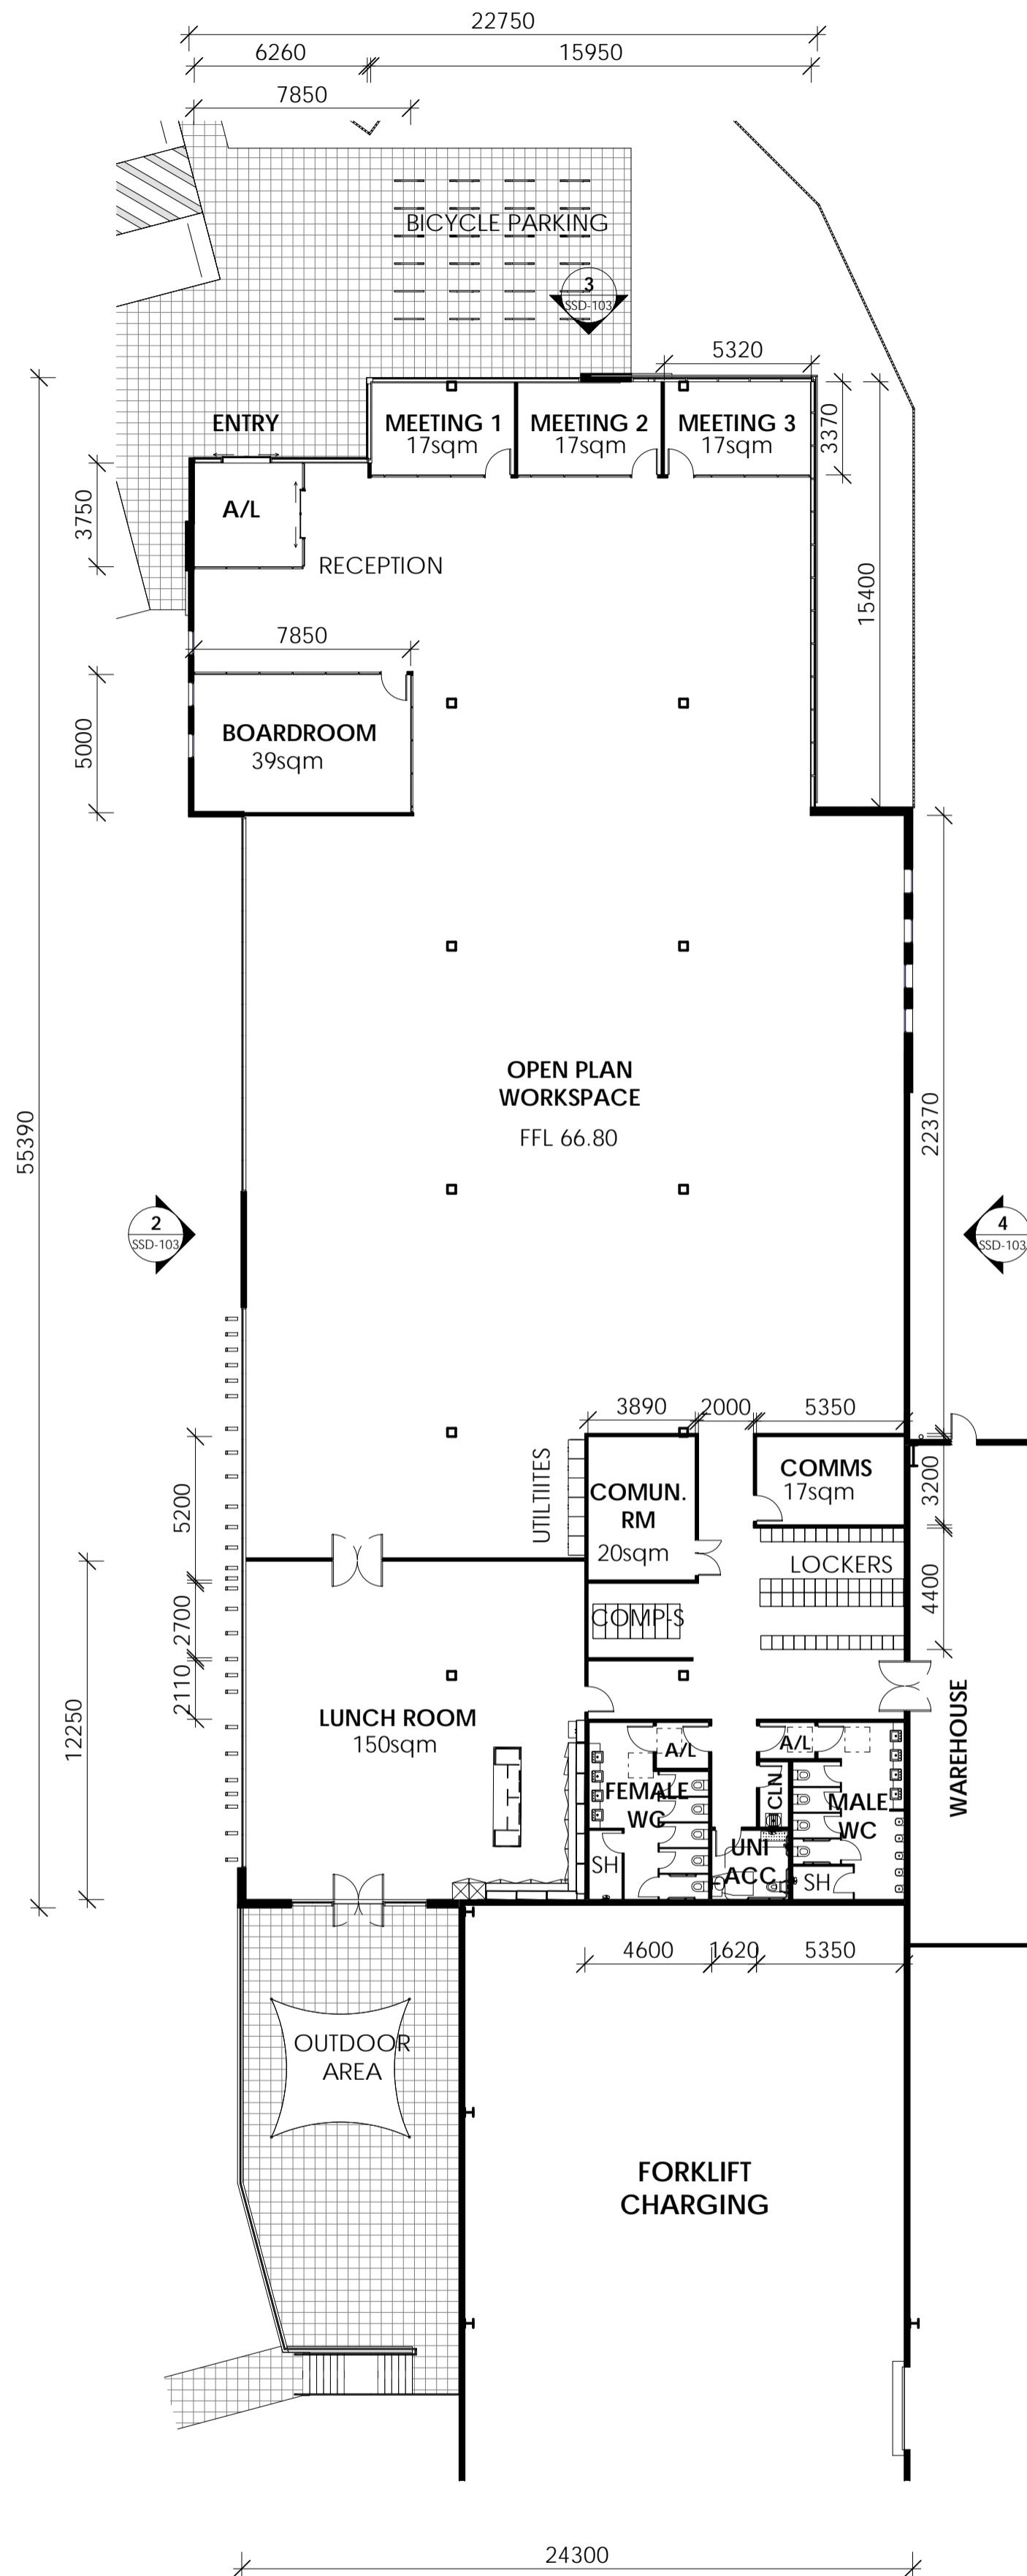 22750
6260
15950
7850
BICYCLE PARKING
3
SSD-103
5320
ENTRY
MEETING 1
17sqm
MEETING 2
17sqm
MEETING 3
17sqm
3370
3750
A/L
RECEPTION
15400
7850
5000
BOARDROOM
39sqm
55390
OPEN PLAN
WORKSPACE
FFL 66.80
22370
2
SSD-103
4
SSD-103
3890
2000
5350
UTILTIITES
COMUN.
RM
20sqm
COMMS
17sqm
3200
5200
LOCKERS
4400
COMP-S
2700
2110
12250
LUNCH ROOM
150sqm
WAREHOUSE
A/L
A/L
FEMALE
WC
CLN
MALE
WC
SH
UNI
ACC
SH
4600
1620
5350
OUTDOOR
AREA
FORKLIFT
CHARGING
24300